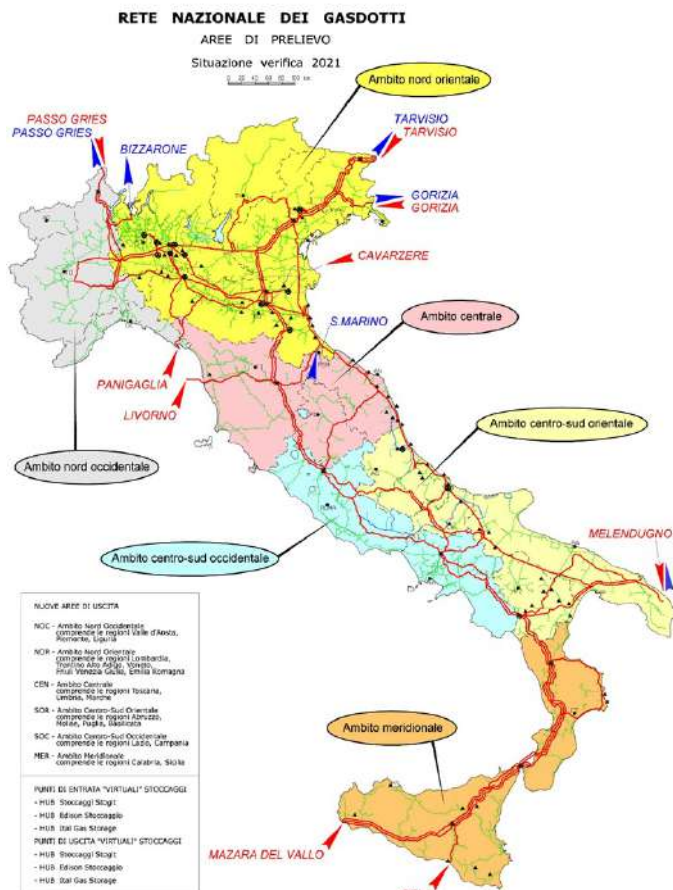 RETE NAZIONALE DEI GASDOTTI
AREE DI PRELIEVO
Situazione verifica 2021
Ambito nord orientale
PASSO GRIES
PASSO GRIES
BIZZARONE
TARVISIO
TARVISIO
GORIZIA
GORIZIA
CAVARZERE
S.MARINO
Ambito centrale
PANIGAGLIA
LIVORNO
Ambito centro-sud orientale
Ambito nord occidentale
MELENDUGNO
Ambito centro-sud occidentale
NUOVE AREE DI USCITA
NOC - Ambito Nord Occidentale
comprende le regioni Valle d'Aosta,
Piemonte, Liguria
NOR - Ambito Nord Orientale
comprende le regioni Lombardia,
Trentino Alto Adige, Veneto,
Friuli Venezia Giulia, Emilia Romagna
CEN - Ambito Centrale
comprende le regioni Toscana,
Umbria, Marche
SOR - Ambito Centro-Sud Orientale
comprende le regioni Abruzzo,
Molise, Puglia, Basilicata
SOC - Ambito Centro-Sud Occidentale
comprende le regioni Lazio, Campania
MER - Ambito Meridionale
comprende le regioni Calabria, Sicilia
Ambito meridionale
PUNTI DI ENTRATA "VIRTUALI" STOCCAGGI
- HUB Stoccaggi Stogit
- HUB Edison Stoccaggio
- HUB Ital Gas Storage
PUNTI DI USCITA "VIRTUALI" STOCCAGGI
- HUB Stoccaggi Stogit
- HUB Edison Stoccaggio
- HUB Ital Gas Storage
MAZARA DEL VALLO